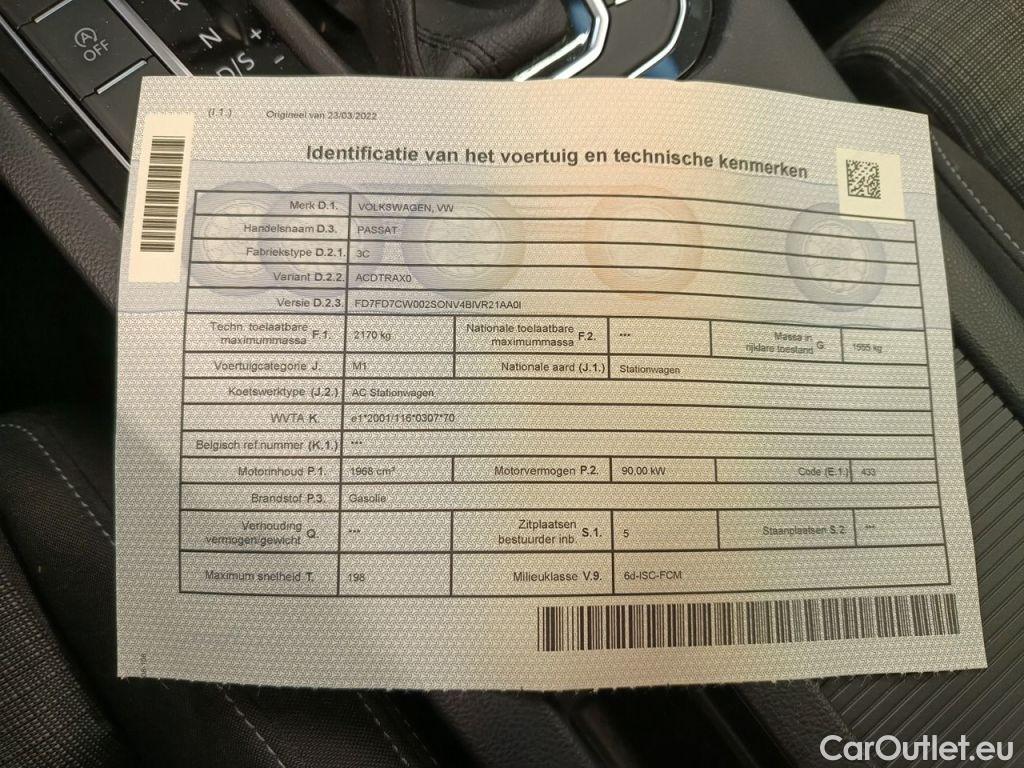 OFF
N
D/S + -
(I.1.) Origineel van 23/03/2022
Identificatie van het voertuig en technische kenmerken
Merk D.1. VOLKSWAGEN, VW
Handelsnaam D.3. PASSAT
Fabriekstype D.2.1. 3C
Variant D.2.2. ACDTRAX0
Versie D.2.3. FD7FD7CW002SONV4BIVR21AA0I
Techn. toelaatbare maximummassa F.1. 2170 kg Nationale toelaatbare maximummassa F.2. *** Massa in rijklare toestand G.
Voertuigcategorie J. M1 Nationale aard (J.1.) Stationwagen
Koetswerktype (J.2.) AC Stationwagen
WVTA K. e1*2001/116*0307*70
Belgisch ref.nummer (K.1.) ***
Motorinhoud P.1. 1968 cm³ Motorvermogen P.2. 90,00 kW Code (E.1.) 433
Brandstof P.3. Gasolie
Verhouding vermogen/gewicht Q. *** Zitplaatsen bestuurder inb. S.1. 5 Staanplaatsen S.2. ***
Maximum snelheid T. 198 Milieuklasse V.9. 6d-ISC-FCM
CarOutlet.eu